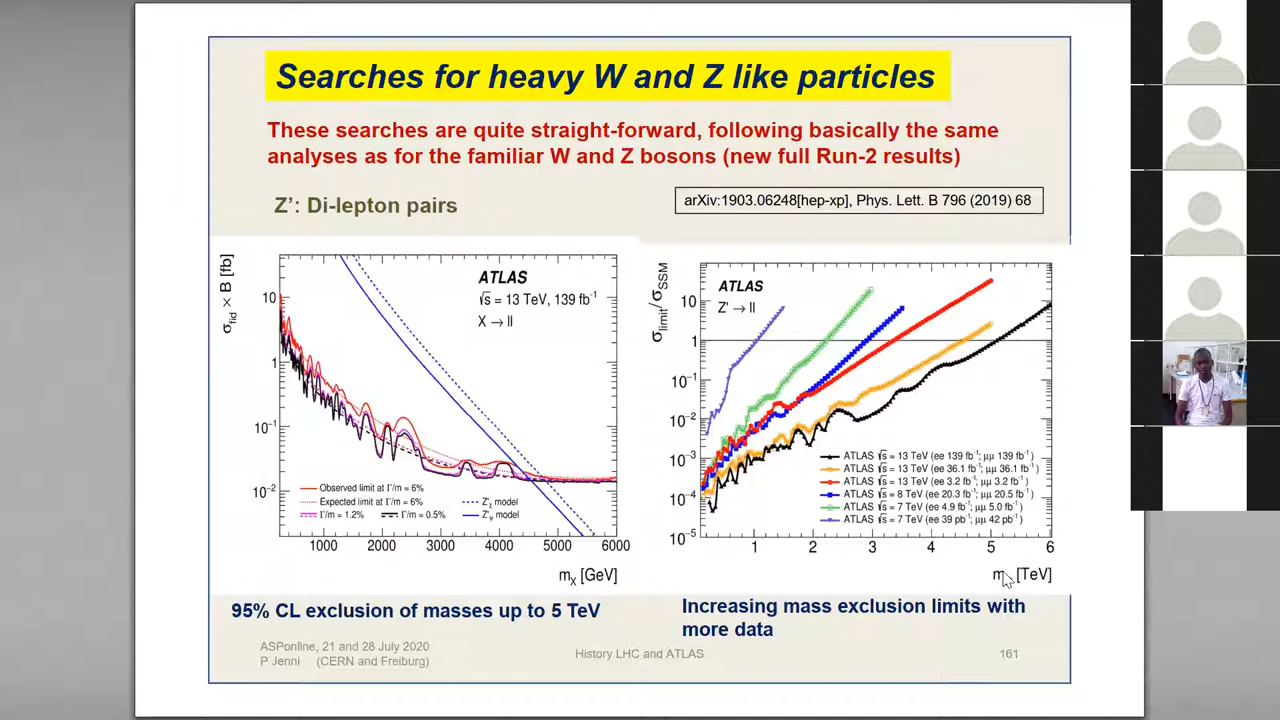 Searches for heavy W and Z like particles
These searches are quite straight-forward, following basically the same
analyses as for the familiar W and Z bosons (new full Run-2 results)
Z’: Di-lepton pairs
arXiv:1903.06248[hep-xp], Phys. Lett. B 796 (2019) 68
σfid × B [fb]
10
1
10⁻¹
10⁻²
ATLAS
√s = 13 TeV, 139 fb⁻¹
X → ll
Observed limit at Γ/m = 6%
Expected limit at Γ/m = 6%
Γ/m = 1.2%
Γ/m = 0.5%
Z'χ model
Z'ψ model
1000 2000 3000 4000 5000 6000
mX [GeV]
σlimit/σSSM
10
1
10⁻¹
10⁻²
10⁻³
10⁻⁴
10⁻⁵
ATLAS
Z' → ll
ATLAS √s = 13 TeV (ee 139 fb⁻¹; μμ 139 fb⁻¹)
ATLAS √s = 13 TeV (ee 36.1 fb⁻¹; μμ 36.1 fb⁻¹)
ATLAS √s = 13 TeV (ee 3.2 fb⁻¹; μμ 3.2 fb⁻¹)
ATLAS √s = 8 TeV (ee 20.3 fb⁻¹; μμ 20.5 fb⁻¹)
ATLAS √s = 7 TeV (ee 4.9 fb⁻¹; μμ 5.0 fb⁻¹)
ATLAS √s = 7 TeV (ee 39 pb⁻¹; μμ 42 pb⁻¹)
1 2 3 4 5 6
m [TeV]
95% CL exclusion of masses up to 5 TeV
Increasing mass exclusion limits with
more data
ASPonline, 21 and 28 July 2020
P Jenni (CERN and Freiburg)
History LHC and ATLAS
161